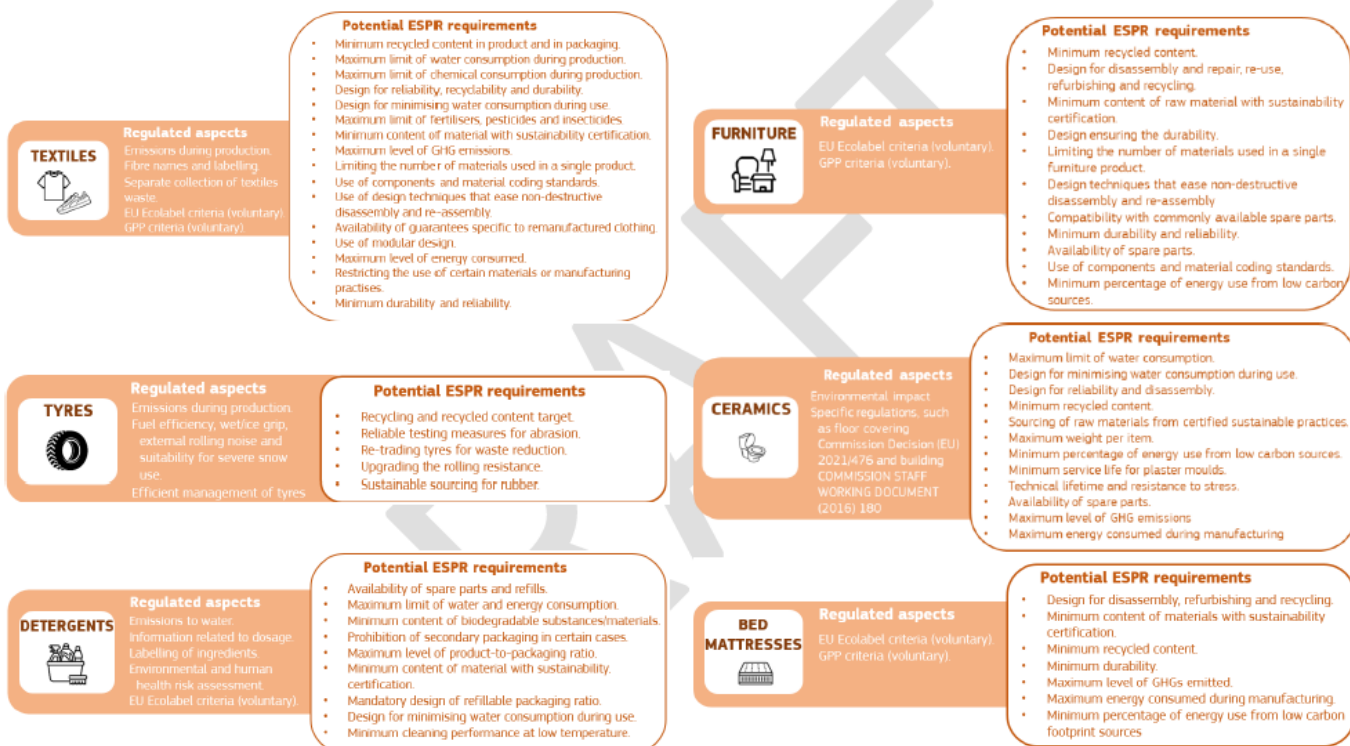 Potential ESPR requirements
• Minimum recycled content in product and in packaging.
• Maximum limit of water consumption during production.
• Maximum limit of chemical consumption during production.
• Design for reliability, recyclability and durability.
• Design for minimising water consumption during use.
• Maximum limit of fertilisers, pesticides and insecticides.
• Minimum content of material with sustainability certification.
• Maximum level of GHG emissions.
• Limiting the number of materials used in a single product.
• Use of components and material coding standards.
• Use of design techniques that ease non-destructive
disassembly and re-assembly.
• Availability of guarantees specific to remanufactured clothing.
• Use of modular design.
• Maximum level of energy consumed.
• Restricting the use of certain materials or manufacturing
practises.
• Minimum durability and reliability.
TEXTILES
Regulated aspects
Emissions during production.
Fibre names and labelling.
Separate collection of textiles
waste.
EU Ecolabel criteria (voluntary).
GPP criteria (voluntary).
Potential ESPR requirements
• Minimum recycled content.
• Design for disassembly and repair, re-use,
refurbishing and recycling.
• Minimum content of raw material with sustainability
certification.
• Design ensuring the durability.
• Limiting the number of materials used in a single
furniture product.
• Design techniques that ease non-destructive
disassembly and re-assembly
• Compatibility with commonly available spare parts.
• Minimum durability and reliability.
• Availability of spare parts.
• Use of components and material coding standards.
• Minimum percentage of energy use from low carbon
sources.
FURNITURE
Regulated aspects
EU Ecolabel criteria (voluntary).
GPP criteria (voluntary).
TYRES
Regulated aspects
Emissions during production.
Fuel efficiency, wet/ice grip,
external rolling noise and
suitability for severe snow
use.
Efficient management of tyres
Potential ESPR requirements
• Recycling and recycled content target.
• Reliable testing measures for abrasion.
• Re-trading tyres for waste reduction.
• Upgrading the rolling resistance.
• Sustainable sourcing for rubber.
CERAMICS
Regulated aspects
Environmental impact
Specific regulations, such
as floor covering
Commission Decision (EU)
2021/476 and building
COMMISSION STAFF
WORKING DOCUMENT
(2016) 180
Potential ESPR requirements
• Maximum limit of water consumption.
• Design for minimising water consumption during use.
• Design for reliability and disassembly.
• Minimum recycled content.
• Sourcing of raw materials from certified sustainable practices.
• Maximum weight per item.
• Minimum percentage of energy use from low carbon sources.
• Minimum service life for plaster moulds.
• Technical lifetime and resistance to stress.
• Availability of spare parts.
• Maximum level of GHG emissions
• Maximum energy consumed during manufacturing
DETERGENTS
Regulated aspects
Emissions to water.
Information related to dosage.
Labelling of ingredients.
Environmental and human
health risk assessment.
EU Ecolabel criteria (voluntary).
Potential ESPR requirements
• Availability of spare parts and refills.
• Maximum limit of water and energy consumption.
• Minimum content of biodegradable substances/materials.
• Prohibition of secondary packaging in certain cases.
• Maximum level of product-to-packaging ratio.
• Minimum content of material with sustainability.
certification.
• Mandatory design of refillable packaging ratio.
• Design for minimising water consumption during use.
• Minimum cleaning performance at low temperature.
BED
MATTRESSES
Regulated aspects
EU Ecolabel criteria (voluntary).
GPP criteria (voluntary).
Potential ESPR requirements
• Design for disassembly, refurbishing and recycling.
• Minimum content of materials with sustainability
certification.
• Minimum recycled content.
• Minimum durability.
• Maximum level of GHGs emitted.
• Maximum energy consumed during manufacturing.
• Minimum percentage of energy use from low carbon
footprint sources